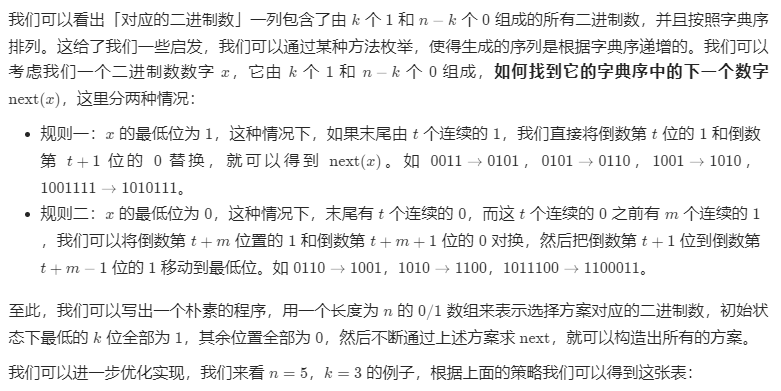 我们可以看出「对应的二进制数」一列包含了由 k 个 1 和 n − k 个 0 组成的所有二进制数，并且按照字典序
排列。这给了我们一些启发，我们可以通过某种方法枚举，使得生成的序列是根据字典序递增的。我们可以
考虑我们一个二进制数数字 x，它由 k 个 1 和 n − k 个 0 组成，如何找到它的字典序中的下一个数字
next(x)，这里分两种情况：
• 规则一：x 的最低位为 1，这种情况下，如果末尾由 t 个连续的 1，我们直接将倒数第 t 位的 1 和倒数
第 t + 1 位的 0 替换，就可以得到 next(x)。如 0011 → 0101，0101 → 0110，1001 → 1010，
1001111 → 1010111。
• 规则二：x 的最低位为 0，这种情况下，末尾有 t 个连续的 0，而这 t 个连续的 0 之前有 m 个连续的 1
，我们可以将倒数第 t + m 位置的 1 和倒数第 t + m + 1 位的 0 对换，然后把倒数第 t + 1 位到倒数第
t + m − 1 位的 1 移动到最低位。如 0110 → 1001，1010 → 1100，1011100 → 1100011。
至此，我们可以写出一个朴素的程序，用一个长度为 n 的 0/1 数组来表示选择方案对应的二进制数，初始状
态下最低的 k 位全部为 1，其余位置全部为 0，然后不断通过上述方案求 next，就可以构造出所有的方案。
我们可以进一步优化实现，我们来看 n = 5，k = 3 的例子，根据上面的策略我们可以得到这张表：